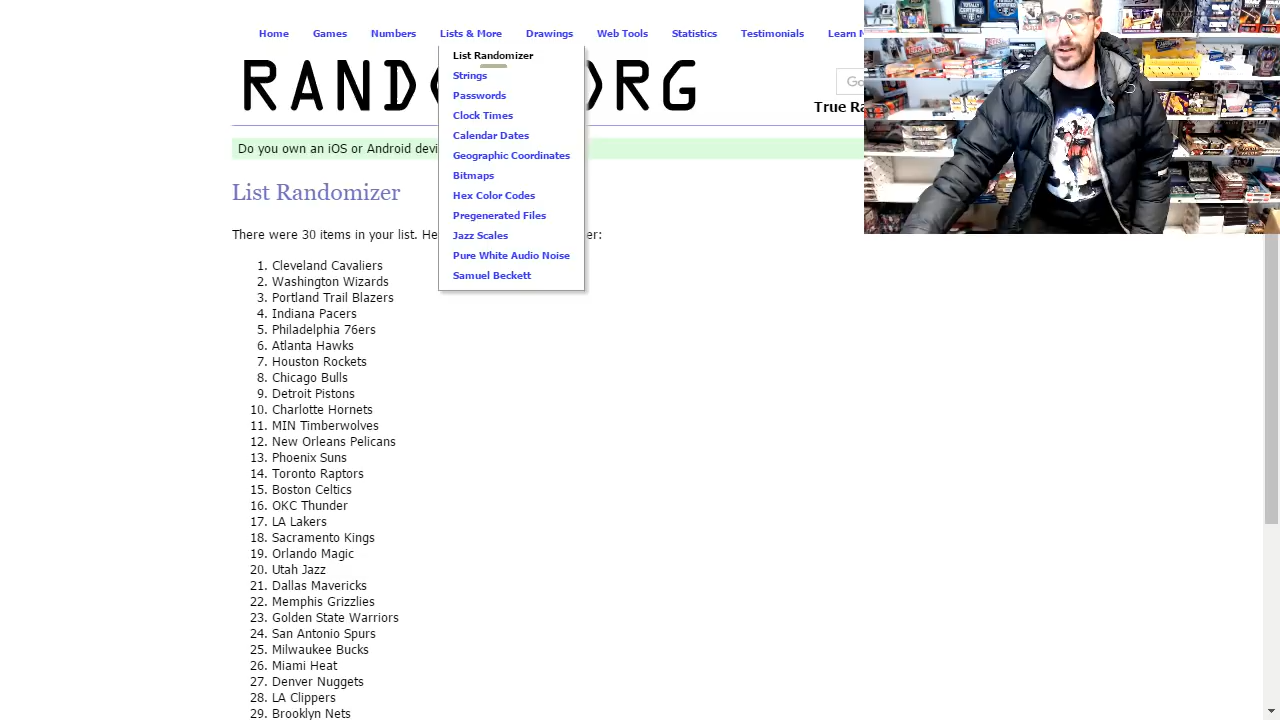 Home Games Numbers Lists & More Drawings Web Tools Statistics Testimonials Learn M
List Randomizer
Strings
Passwords
Clock Times
Calendar Dates
Geographic Coordinates
Bitmaps
Hex Color Codes
Pregenerated Files
Jazz Scales
Pure White Audio Noise
Samuel Beckett
RAND ORG
Go
True Ra
Do you own an iOS or Android devi
List Randomizer
There were 30 items in your list. He er:
1. Cleveland Cavaliers
2. Washington Wizards
3. Portland Trail Blazers
4. Indiana Pacers
5. Philadelphia 76ers
6. Atlanta Hawks
7. Houston Rockets
8. Chicago Bulls
9. Detroit Pistons
10. Charlotte Hornets
11. MIN Timberwolves
12. New Orleans Pelicans
13. Phoenix Suns
14. Toronto Raptors
15. Boston Celtics
16. OKC Thunder
17. LA Lakers
18. Sacramento Kings
19. Orlando Magic
20. Utah Jazz
21. Dallas Mavericks
22. Memphis Grizzlies
23. Golden State Warriors
24. San Antonio Spurs
25. Milwaukee Bucks
26. Miami Heat
27. Denver Nuggets
28. LA Clippers
29. Brooklyn Nets